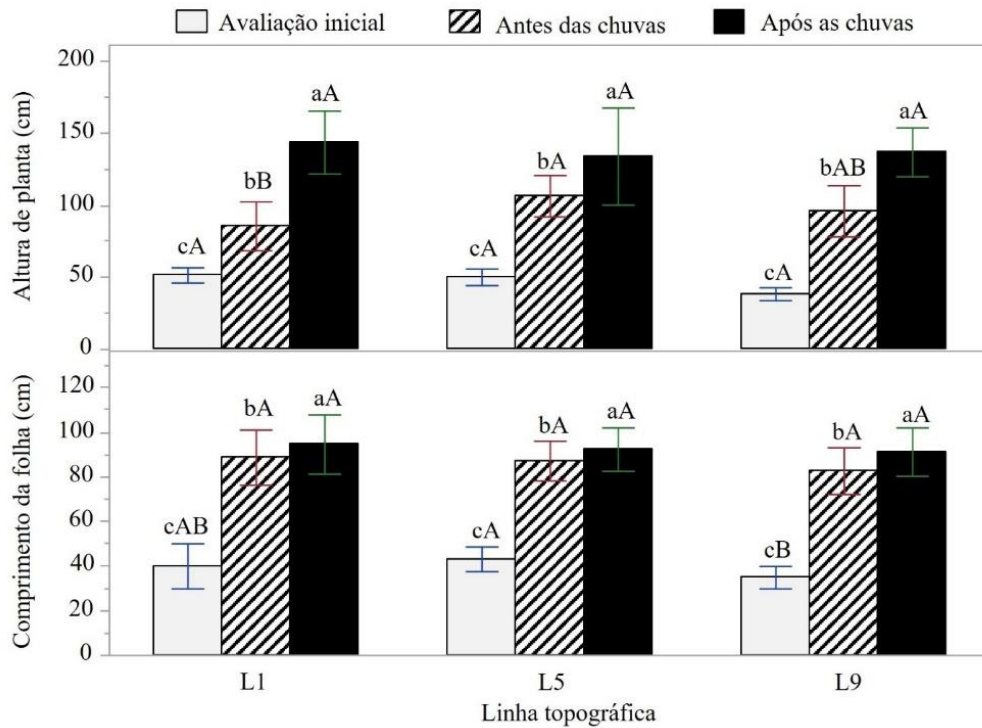 Avaliação inicial Antes das chuvas Após as chuvas
Altura de planta (cm)
200
150
100
50
0
cA bB aA
cA bA aA
cA bAB aA
Comprimento da folha (cm)
120
100
80
60
40
20
0
cAB bA aA
cA bA aA
cB bA aA
L1 L5 L9
Linha topográfica